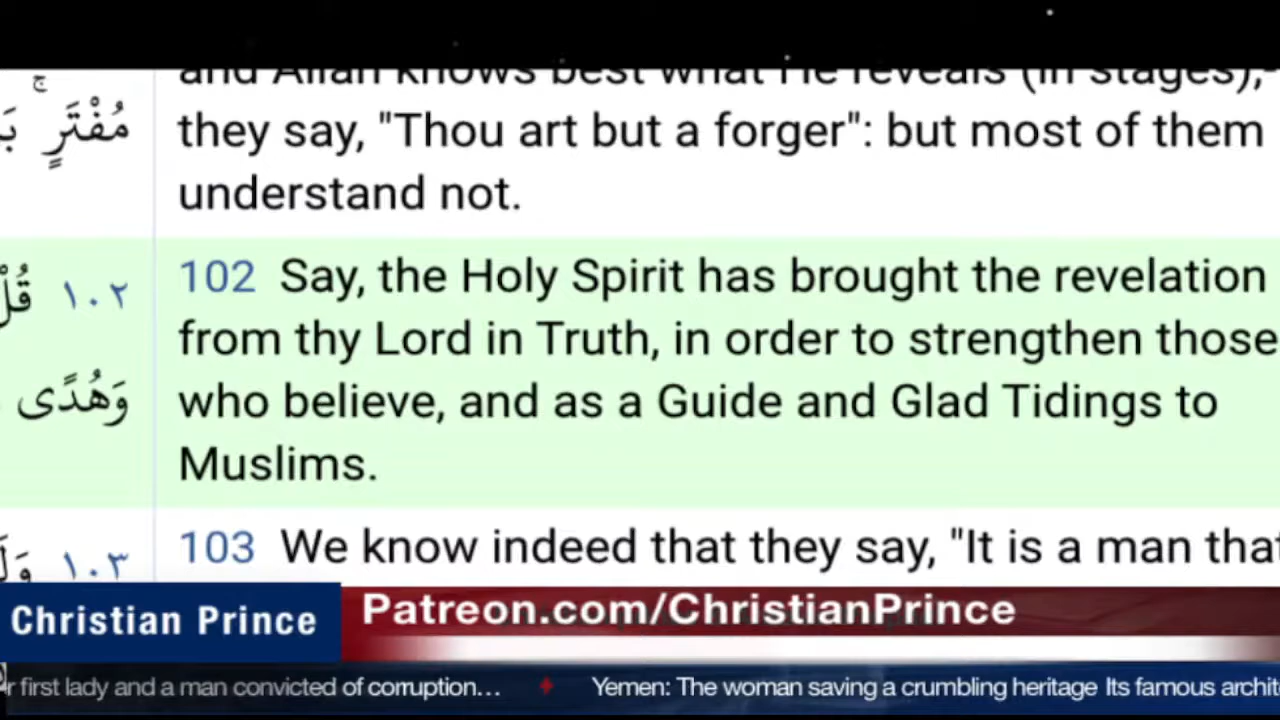 and Allah knows best what He reveals (in stages),
they say, "Thou art but a forger": but most of them
understand not.
مُفْتَرٍ ۚ
102 Say, the Holy Spirit has brought the revelation
from thy Lord in Truth, in order to strengthen those
who believe, and as a Guide and Glad Tidings to
Muslims.
١٠٢ قُلْ
وَهُدًى
103 We know indeed that they say, "It is a man that
١٠٣
Christian Prince
Patreon.com/ChristianPrince
r first lady and a man convicted of corruption... Yemen: The woman saving a crumbling heritage Its famous archit